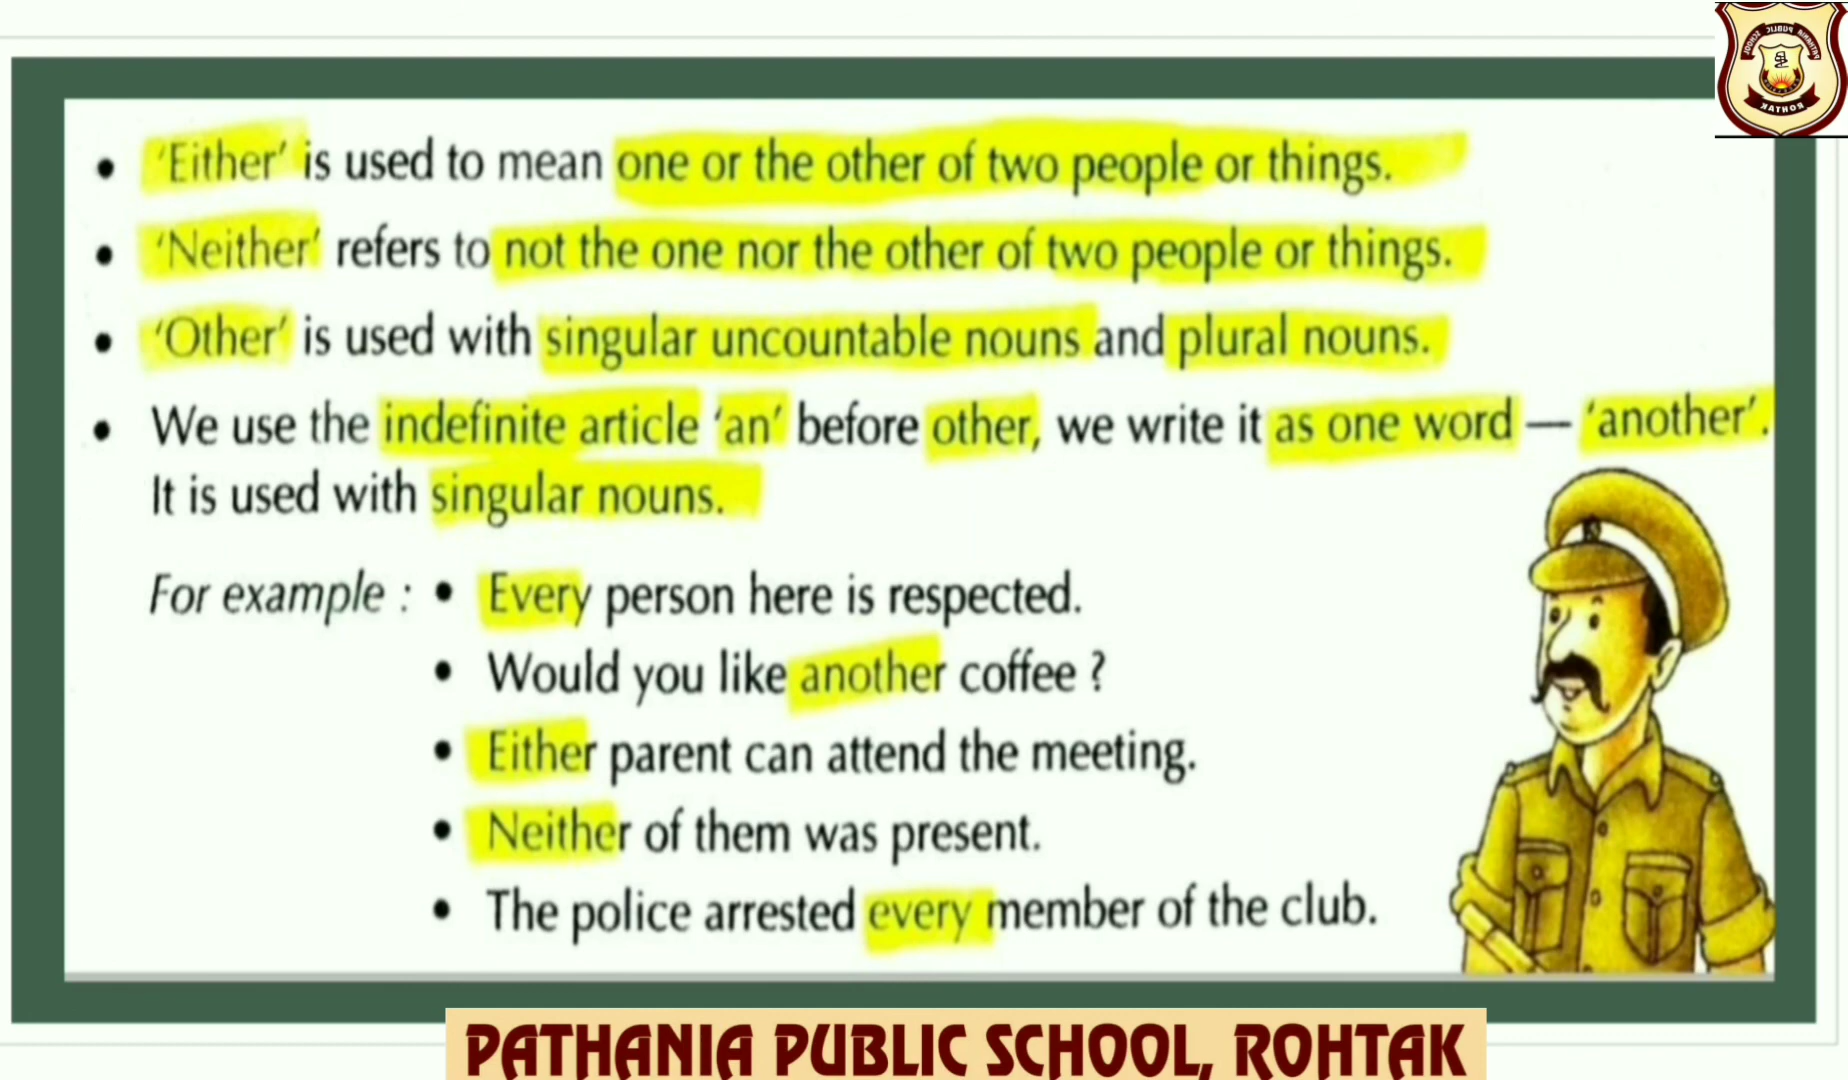 PATHANIA PUBLIC SCHOOL
ROHTAK
• ‘Either’ is used to mean one or the other of two people or things.
• ‘Neither’ refers to not the one nor the other of two people or things.
• ‘Other’ is used with singular uncountable nouns and plural nouns.
• We use the indefinite article ‘an’ before other, we write it as one word — ‘another’.
It is used with singular nouns.
For example : • Every person here is respected.
• Would you like another coffee ?
• Either parent can attend the meeting.
• Neither of them was present.
• The police arrested every member of the club.
PATHANIA PUBLIC SCHOOL, ROHTAK